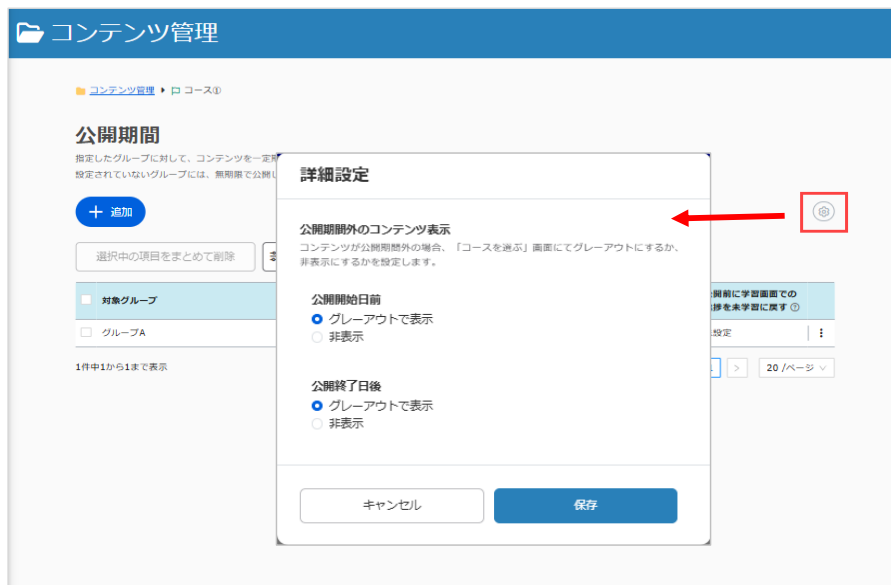 コンテンツ管理
コンテンツ管理 ▶ コース①
公開期間
指定したグループに対して、コンテンツを一定
設定されていないグループには、無期限で公開し
＋ 追加
選択中の項目をまとめて削除
対象グループ
開前に学習画面での
捗を未学習に戻す ?
グループA
設定
1件中1から1まで表示
> 20 /ページ
詳細設定
公開期間外のコンテンツ表示
コンテンツが公開期間外の場合、「コースを選ぶ」画面にてグレーアウトにするか、
非表示にするかを設定します。
公開開始日前
グレーアウトで表示
非表示
公開終了日後
グレーアウトで表示
非表示
キャンセル
保存